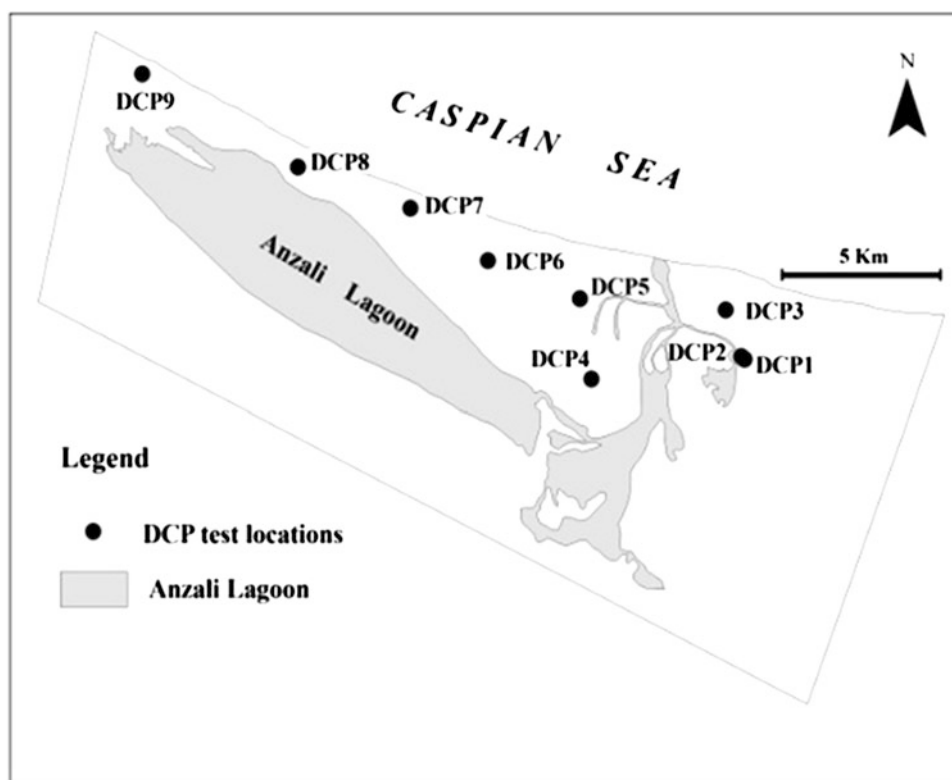 N
CASPIAN SEA
DCP9
DCP8
DCP7
DCP6
DCP5
DCP4
DCP3
DCP2
DCP1
5 Km
Anzali Lagoon
Legend
DCP test locations
Anzali Lagoon